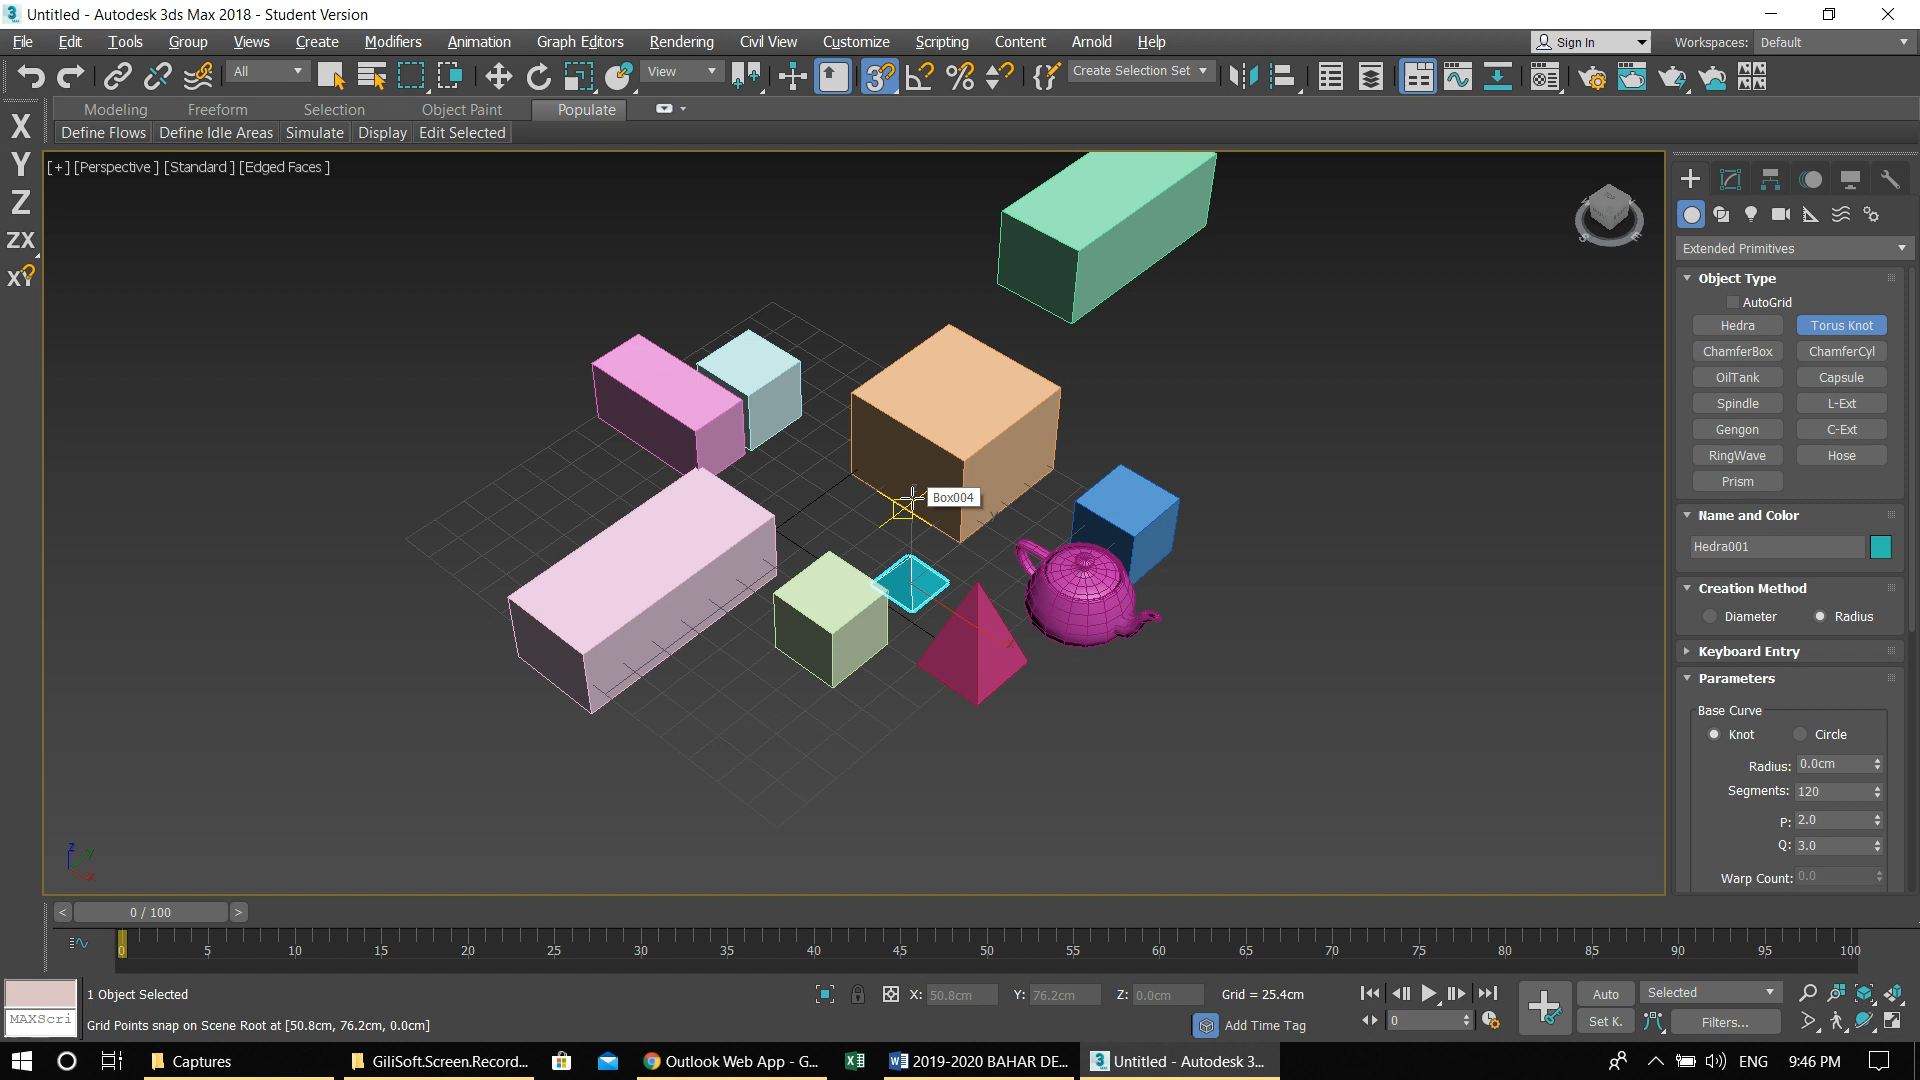 Untitled - Autodesk 3ds Max 2018 - Student Version
File Edit Tools Group Views Create Modifiers Animation Graph Editors Rendering Civil View Customize Scripting Content Arnold Help
Sign In
Workspaces: Default
All
View
Create Selection Set
Modeling Freeform Selection Object Paint Populate
Define Flows Define Idle Areas Simulate Display Edit Selected
X
Y
Z
ZX
XY
[+] [Perspective ] [Standard ] [Edged Faces ]
Box004
Extended Primitives
Object Type
AutoGrid
Hedra Torus Knot
ChamferBox ChamferCyl
OilTank Capsule
Spindle L-Ext
Gengon C-Ext
RingWave Hose
Prism
Name and Color
Hedra001
Creation Method
Diameter Radius
Keyboard Entry
Parameters
Base Curve
Knot Circle
Radius: 0.0cm
Segments: 120
P: 2.0
Q: 3.0
Warp Count: 0.0
< 0 / 100 >
0 5 10 15 20 25 30 35 40 45 50 55 60 65 70 75 80 85 90 95 100
1 Object Selected
X: 50.8cm Y: 76.2cm Z: 0.0cm Grid = 25.4cm
MAXScri
Grid Points snap on Scene Root at [50.8cm, 76.2cm, 0.0cm]
Add Time Tag
0
Auto Selected
Set K. Filters...
Captures
GiliSoft.Screen.Record...
Outlook Web App - G...
2019-2020 BAHAR DE...
Untitled - Autodesk 3...
ENG
9:46 PM